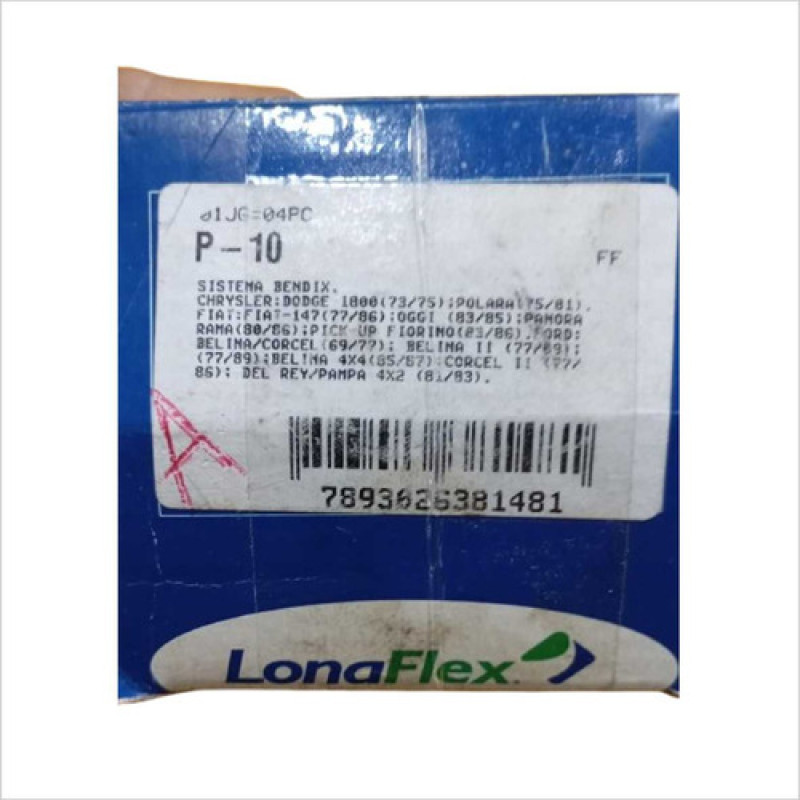 01JG=04PC
P-10
FF
SISTEMA BENDIX.
CHRYSLER:DODGE 1800(73/75);POLARA(75/81).
FIAT:FIAT-147(77/86);OGGI (83/85);PANORA
RAMA(80/86);PICK UP FIORINO(83/86).FORD:
BELINA/CORCEL(69/77); BELINA II (77/89);
(77/89);BELINA 4X4(85/87);CORCEL II (77/
86); DEL REY/PAMPA 4X2 (81/83).
A
7893026381481
LonaFlex